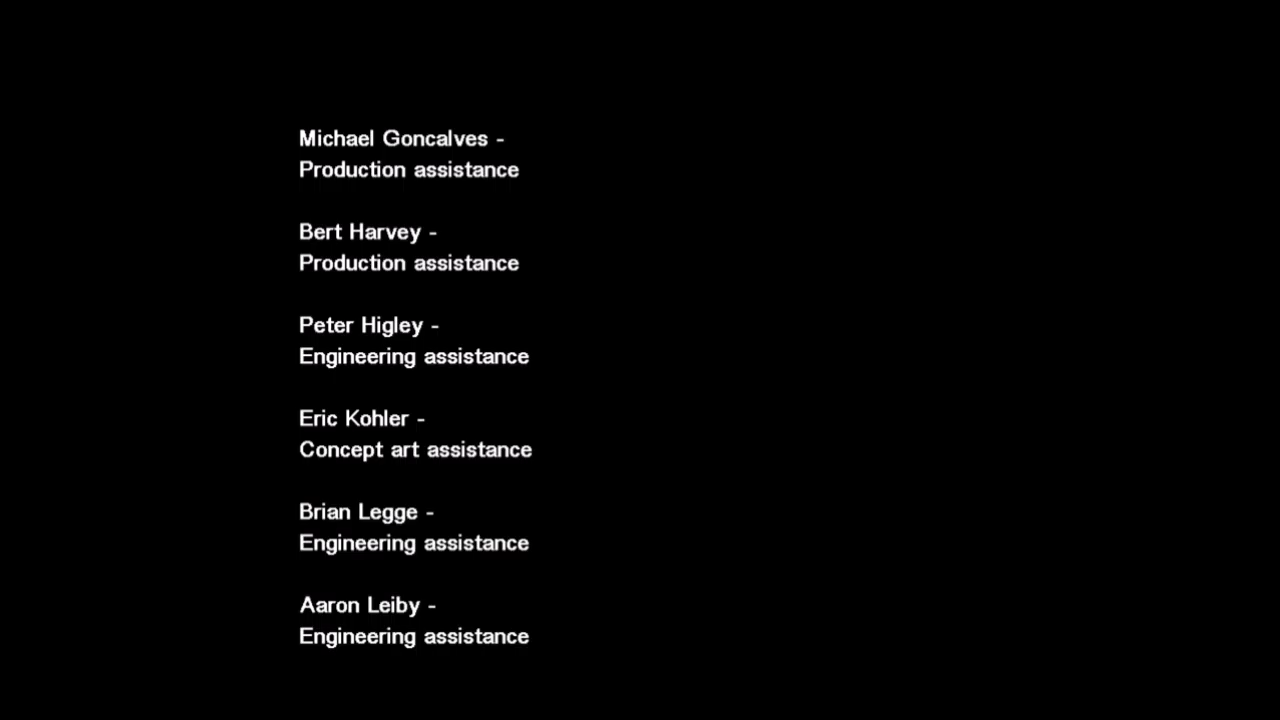 Michael Goncalves -
Production assistance
Bert Harvey -
Production assistance
Peter Higley -
Engineering assistance
Eric Kohler -
Concept art assistance
Brian Legge -
Engineering assistance
Aaron Leiby -
Engineering assistance